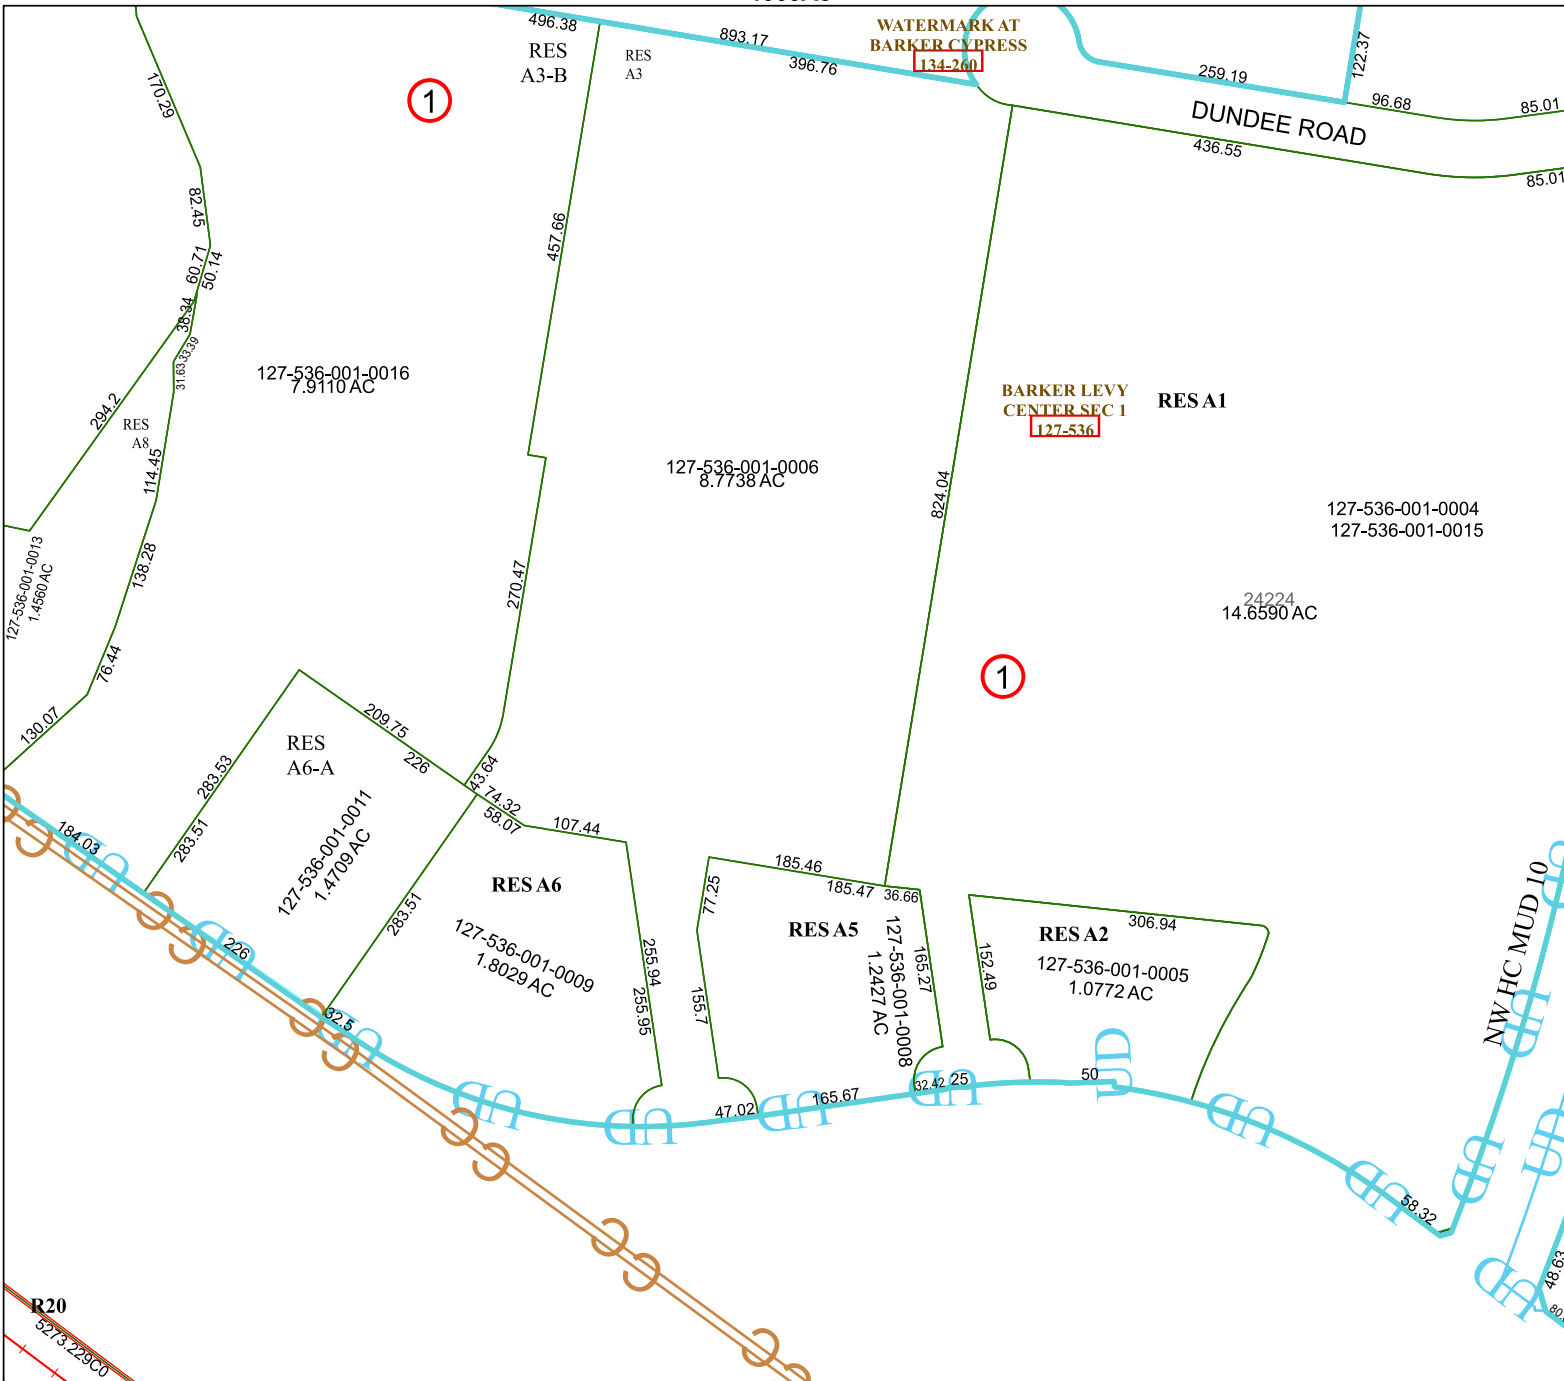 496.38
893.17
WATERMARK AT
BARKER CYPRESS
134-260
396.76
RES
A3-B
RES
A3
1
170.29
259.19
122.37
96.68
85.01
DUNDEE ROAD
436.55
85.01
82.45
60.71
50.14
457.66
38.34
33.39
31.63
127-536-001-0016
7.9110 AC
294.2
RES
A8
BARKER LEVY
CENTER SEC 1
127-536
RES A1
114.45
127-536-001-0006
8.7738 AC
824.04
127-536-001-0004
127-536-001-0015
127-536-001-0013
1.4560 AC
138.28
270.47
24224
14.6590 AC
76.44
1
130.07
209.75
226
RES
A6-A
283.53
283.51
127-536-001-0011
1.4709 AC
43.64
74.32
58.07
107.44
184.03
283.51
RES A6
127-536-001-0009
1.8029 AC
185.46
185.47
36.66
77.25
RES A5
127-536-001-0008
1.2427 AC
165.27
306.94
RES A2
127-536-001-0005
1.0772 AC
152.49
NW HC MUD 10
226
32.5
255.94
255.95
155.7
47.02
165.67
32.42
25
50
UD
58.32
48.63
R20
5273.229C0